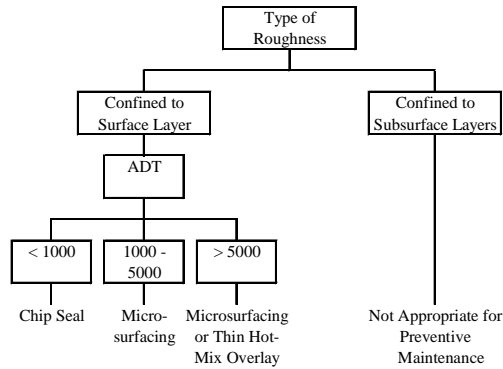 Type of
Roughness
Confined to
Surface Layer
Confined to
Subsurface Layers
ADT
< 1000
1000 -
5000
> 5000
Chip Seal
Micro-
surfacing
Microsurfacing
or Thin Hot-
Mix Overlay
Not Appropriate for
Preventive
Maintenance